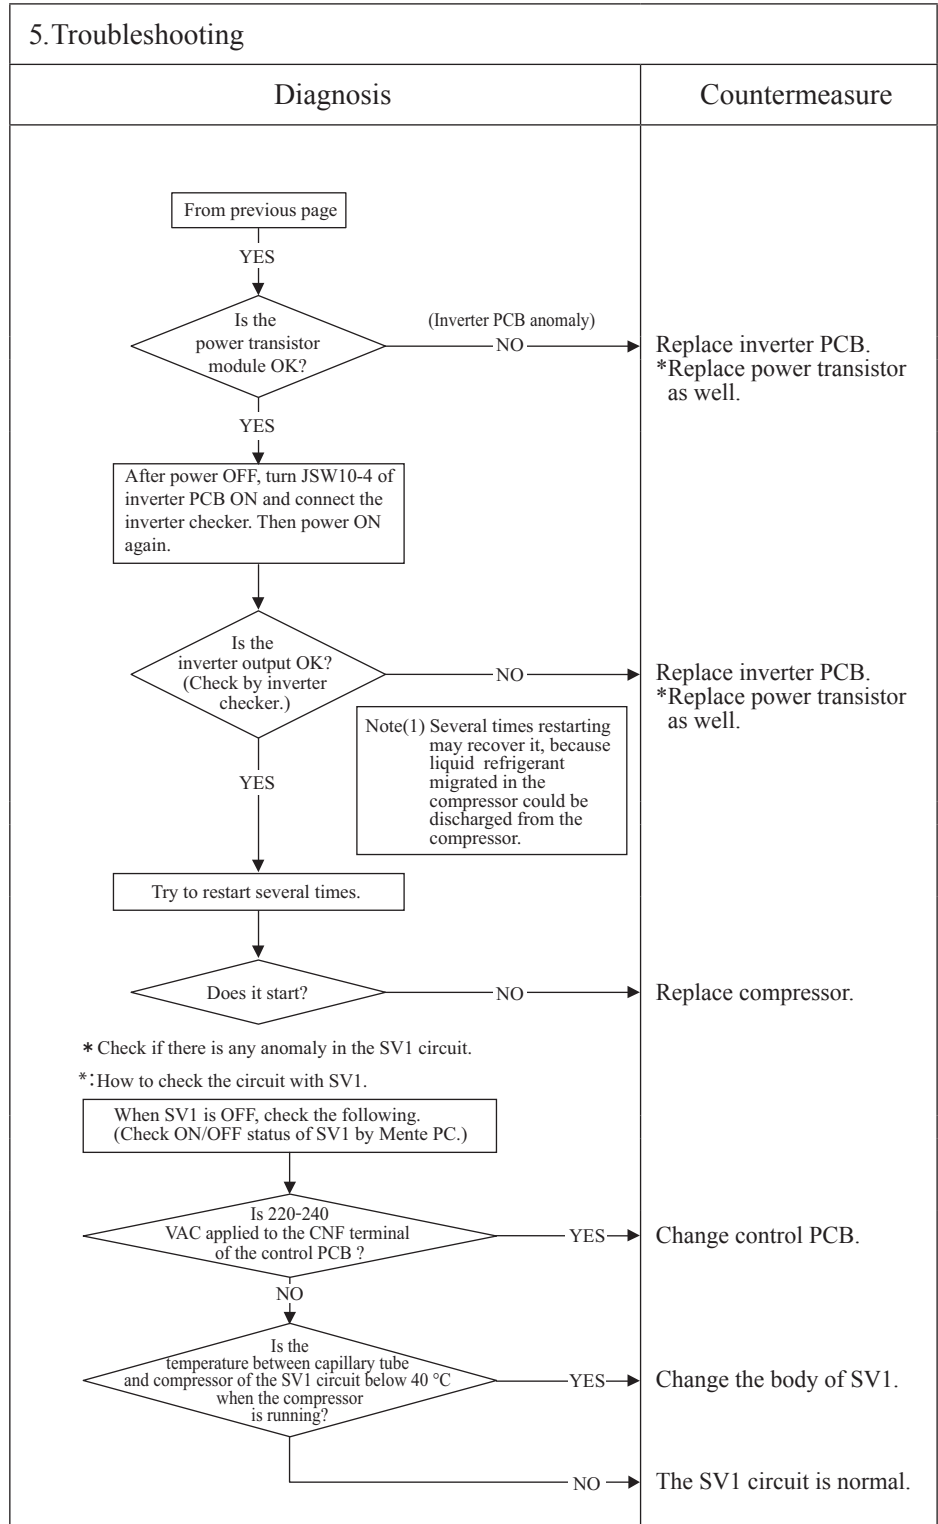 5.Troubleshooting
Diagnosis
Countermeasure
From previous page
YES
Is the
power transistor
module OK?
(Inverter PCB anomaly)
NO
Replace inverter PCB.
*Replace power transistor
as well.
YES
After power OFF, turn JSW10-4 of
inverter PCB ON and connect the
inverter checker. Then power ON
again.
Is the
inverter output OK?
(Check by inverter
checker.)
NO
Replace inverter PCB.
*Replace power transistor
as well.
Note(1) Several times restarting
may recover it, because
liquid refrigerant
migrated in the
compressor could be
discharged from the
compressor.
YES
Try to restart several times.
Does it start?
NO
Replace compressor.
* Check if there is any anomaly in the SV1 circuit.
*:How to check the circuit with SV1.
When SV1 is OFF, check the following.
(Check ON/OFF status of SV1 by Mente PC.)
Is 220-240
VAC applied to the CNF terminal
of the control PCB ?
YES
Change control PCB.
NO
Is the
temperature between capillary tube
and compressor of the SV1 circuit below 40 °C
when the compressor
is running?
YES
Change the body of SV1.
NO
The SV1 circuit is normal.